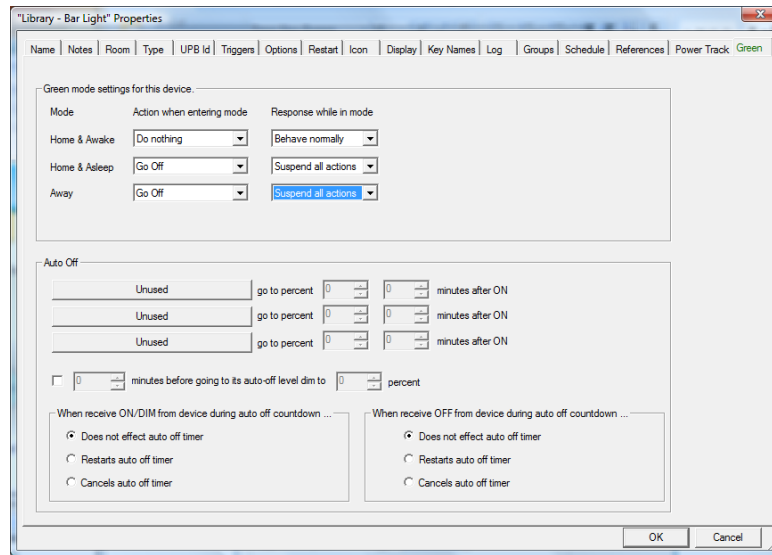 "Library - Bar Light" Properties
Name Notes Room Type UPB Id Triggers Options Restart Icon Display Key Names Log Groups Schedule References Power Track Green
Green mode settings for this device.
Mode Action when entering mode Response while in mode
Home & Awake Do nothing Behave normally
Home & Asleep Go Off Suspend all actions
Away Go Off Suspend all actions
Auto Off
Unused go to percent 0 0 minutes after ON
Unused go to percent 0 0 minutes after ON
Unused go to percent 0 0 minutes after ON
0 minutes before going to its auto-off level dim to 0 percent
When receive ON/DIM from device during auto off countdown ... When receive OFF from device during auto off countdown ...
Does not effect auto off timer Does not effect auto off timer
Restarts auto off timer Restarts auto off timer
Cancels auto off timer Cancels auto off timer
OK Cancel